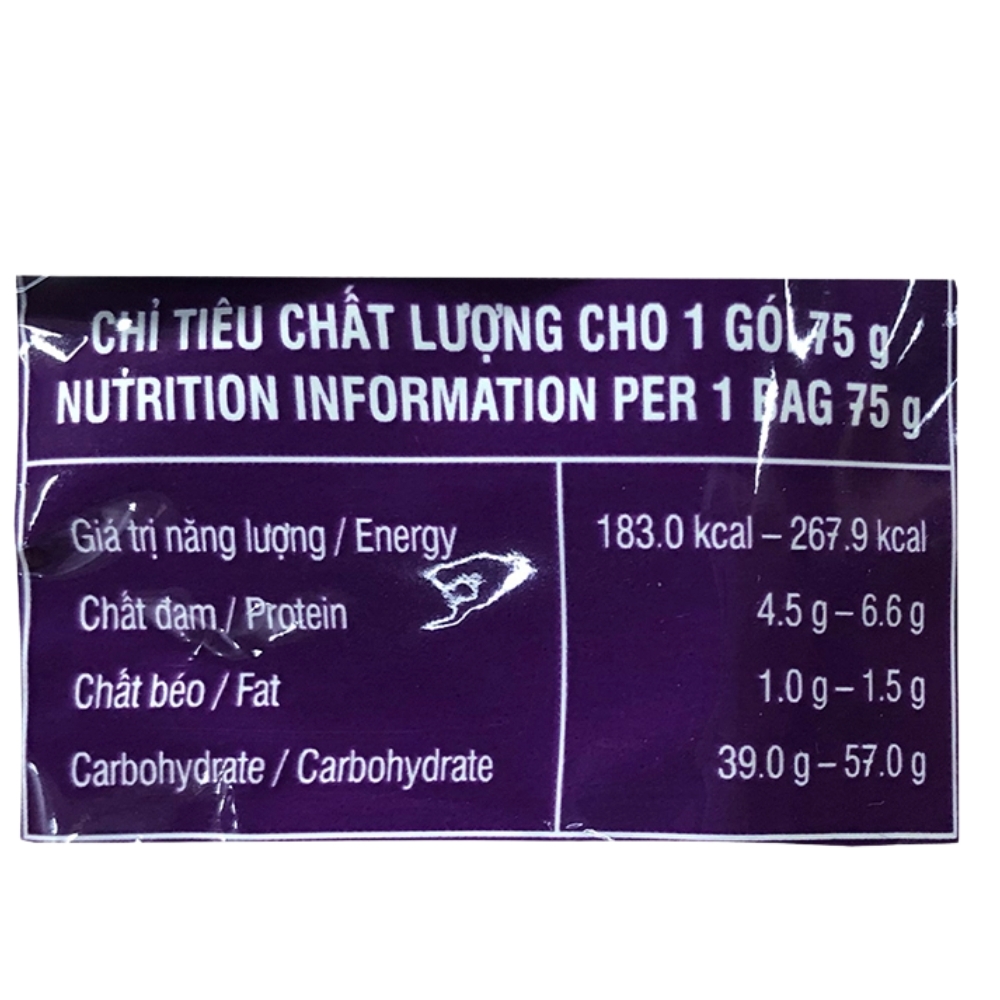 CHỈ TIÊU CHẤT LƯỢNG CHO 1 GÓI 75 g
NUTRITION INFORMATION PER 1 BAG 75 g
Giá trị năng lượng / Energy 183.0 kcal – 267.9 kcal
Chất đạm / Protein 4.5 g – 6.6 g
Chất béo / Fat 1.0 g – 1.5 g
Carbohydrate / Carbohydrate 39.0 g – 57.0 g